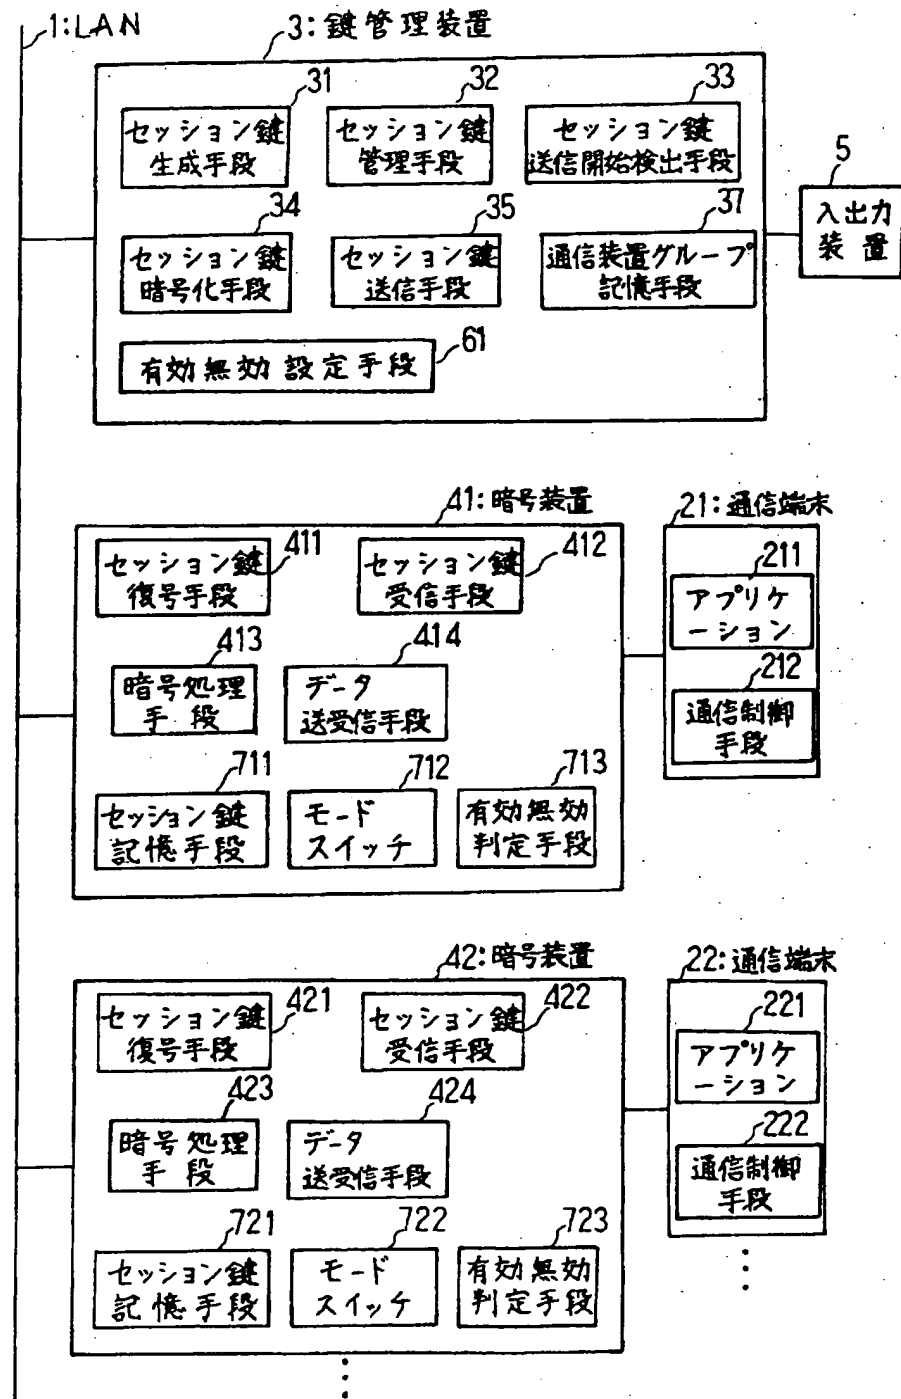 1:LAN
3:鍵管理装置
31
セッション鍵
生成手段
32
セッション鍵
管理手段
33
セッション鍵
送信開始検出手段
5
入出力
装置
34
セッション鍵
暗号化手段
35
セッション鍵
送信手段
37
通信装置グループ
記憶手段
61
有効無効設定手段
41:暗号装置
411
セッション鍵
復号手段
412
セッション鍵
受信手段
413
暗号処理
手段
414
データ
送受信手段
711
セッション鍵
記憶手段
712
モード
スイッチ
713
有効無効
判定手段
21:通信端末
211
アプリケ
ーション
212
通信制御
手段
42:暗号装置
421
セッション鍵
復号手段
422
セッション鍵
受信手段
423
暗号処理
手段
424
データ
送受信手段
721
セッション鍵
記憶手段
722
モード
スイッチ
723
有効無効
判定手段
22:通信端末
221
アプリケ
ーション
222
通信制御
手段